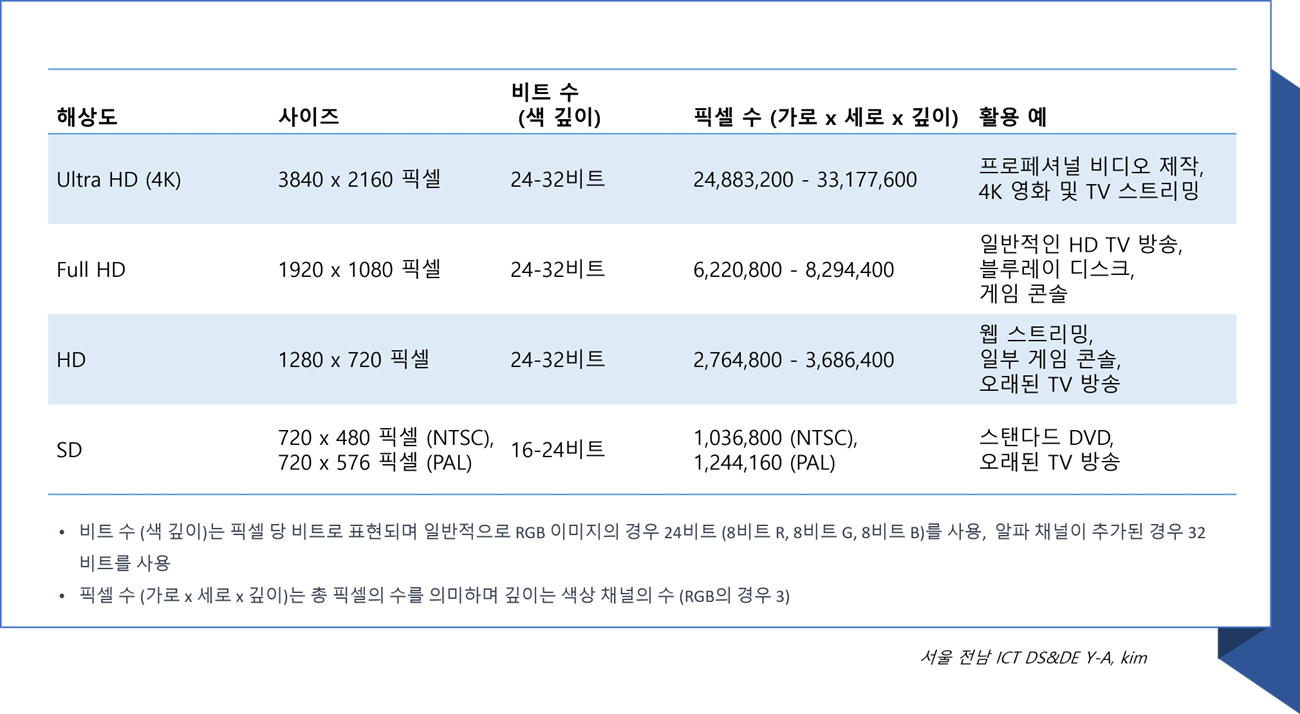 해상도 사이즈 비트 수 (색 깊이) 픽셀 수 (가로 x 세로 x 깊이) 활용 예
Ultra HD (4K) 3840 x 2160 픽셀 24-32비트 24,883,200 - 33,177,600 프로페셔널 비디오 제작,
4K 영화 및 TV 스트리밍
Full HD 1920 x 1080 픽셀 24-32비트 6,220,800 - 8,294,400 일반적인 HD TV 방송,
블루레이 디스크,
게임 콘솔
HD 1280 x 720 픽셀 24-32비트 2,764,800 - 3,686,400 웹 스트리밍,
일부 게임 콘솔,
오래된 TV 방송
SD 720 x 480 픽셀 (NTSC), 16-24비트 1,036,800 (NTSC), 스탠다드 DVD,
720 x 576 픽셀 (PAL) 1,244,160 (PAL) 오래된 TV 방송
• 비트 수 (색 깊이)는 픽셀 당 비트로 표현되며 일반적으로 RGB 이미지의 경우 24비트 (8비트 R, 8비트 G, 8비트 B)를 사용, 알파 채널이 추가된 경우 32
비트를 사용
• 픽셀 수 (가로 x 세로 x 깊이)는 총 픽셀의 수를 의미하며 깊이는 색상 채널의 수 (RGB의 경우 3)
서울 전남 ICT DS&DE Y-A, kim